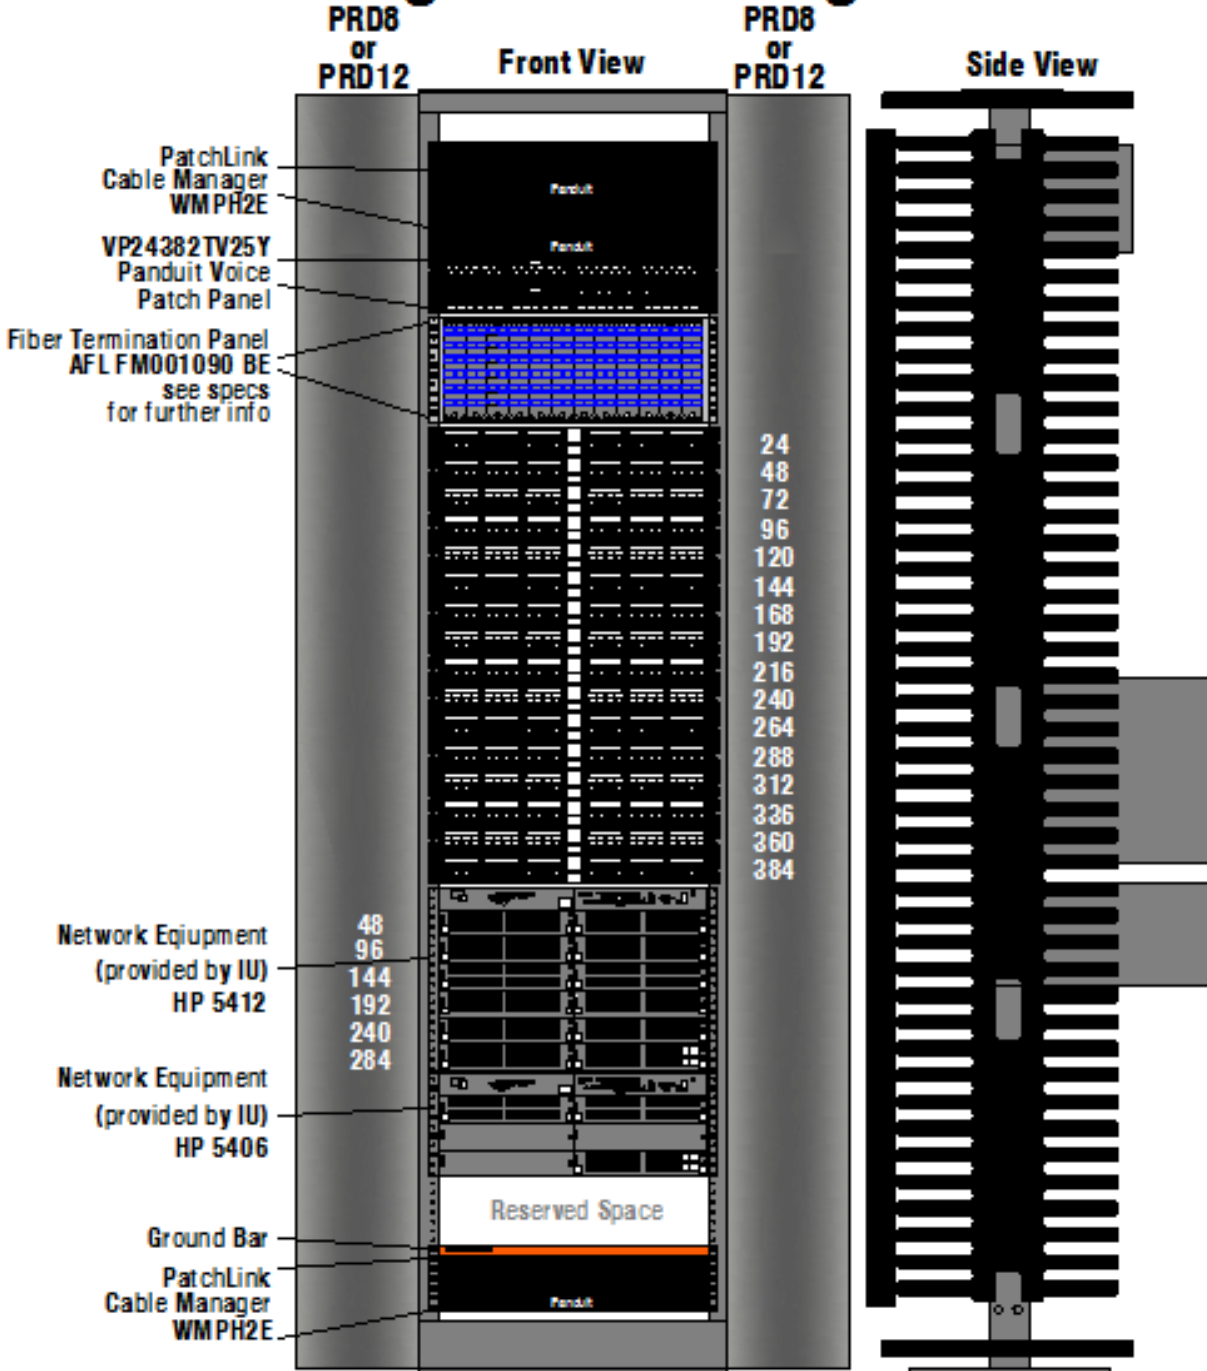 PRD8
or
PRD12
Front View
PRD8
or
PRD12
Side View
PatchLink
Cable Manager
WMPH2E
VP24382TV25Y
Panduit Voice
Patch Panel
Fiber Termination Panel
AFL FM001090 BE
see specs
for further info
Panduit
Panduit
24
48
72
96
120
144
168
192
216
240
264
288
312
336
360
384
Network Eqiupment
(provided by IU)
HP 5412
48
96
144
192
240
284
Network Equipment
(provided by IU)
HP 5406
Reserved Space
Ground Bar
PatchLink
Cable Manager
WMPH2E
Panduit